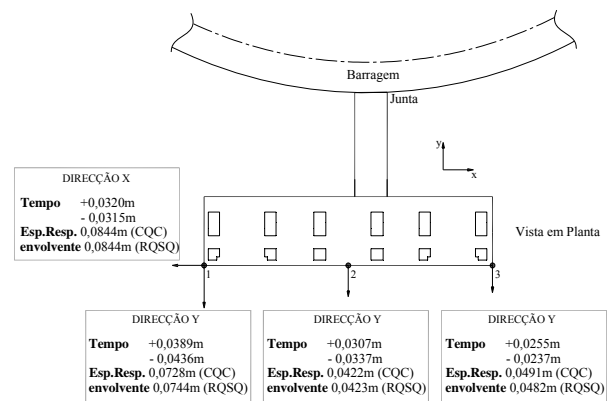 Barragem
Junta
y
x
Vista em Planta
DIRECÇÃO X
Tempo +0,0320m
- 0,0315m
Esp.Resp. 0,0844m (CQC)
envolvente 0,0844m (RQSQ)
1
2
3
DIRECÇÃO Y
Tempo +0,0389m
- 0,0436m
Esp.Resp. 0,0728m (CQC)
envolvente 0,0744m (RQSQ)
DIRECÇÃO Y
Tempo +0,0307m
- 0,0337m
Esp.Resp. 0,0422m (CQC)
envolvente 0,0423m (RQSQ)
DIRECÇÃO Y
Tempo +0,0255m
- 0,0237m
Esp.Resp. 0,0491m (CQC)
envolvente 0,0482m (RQSQ)